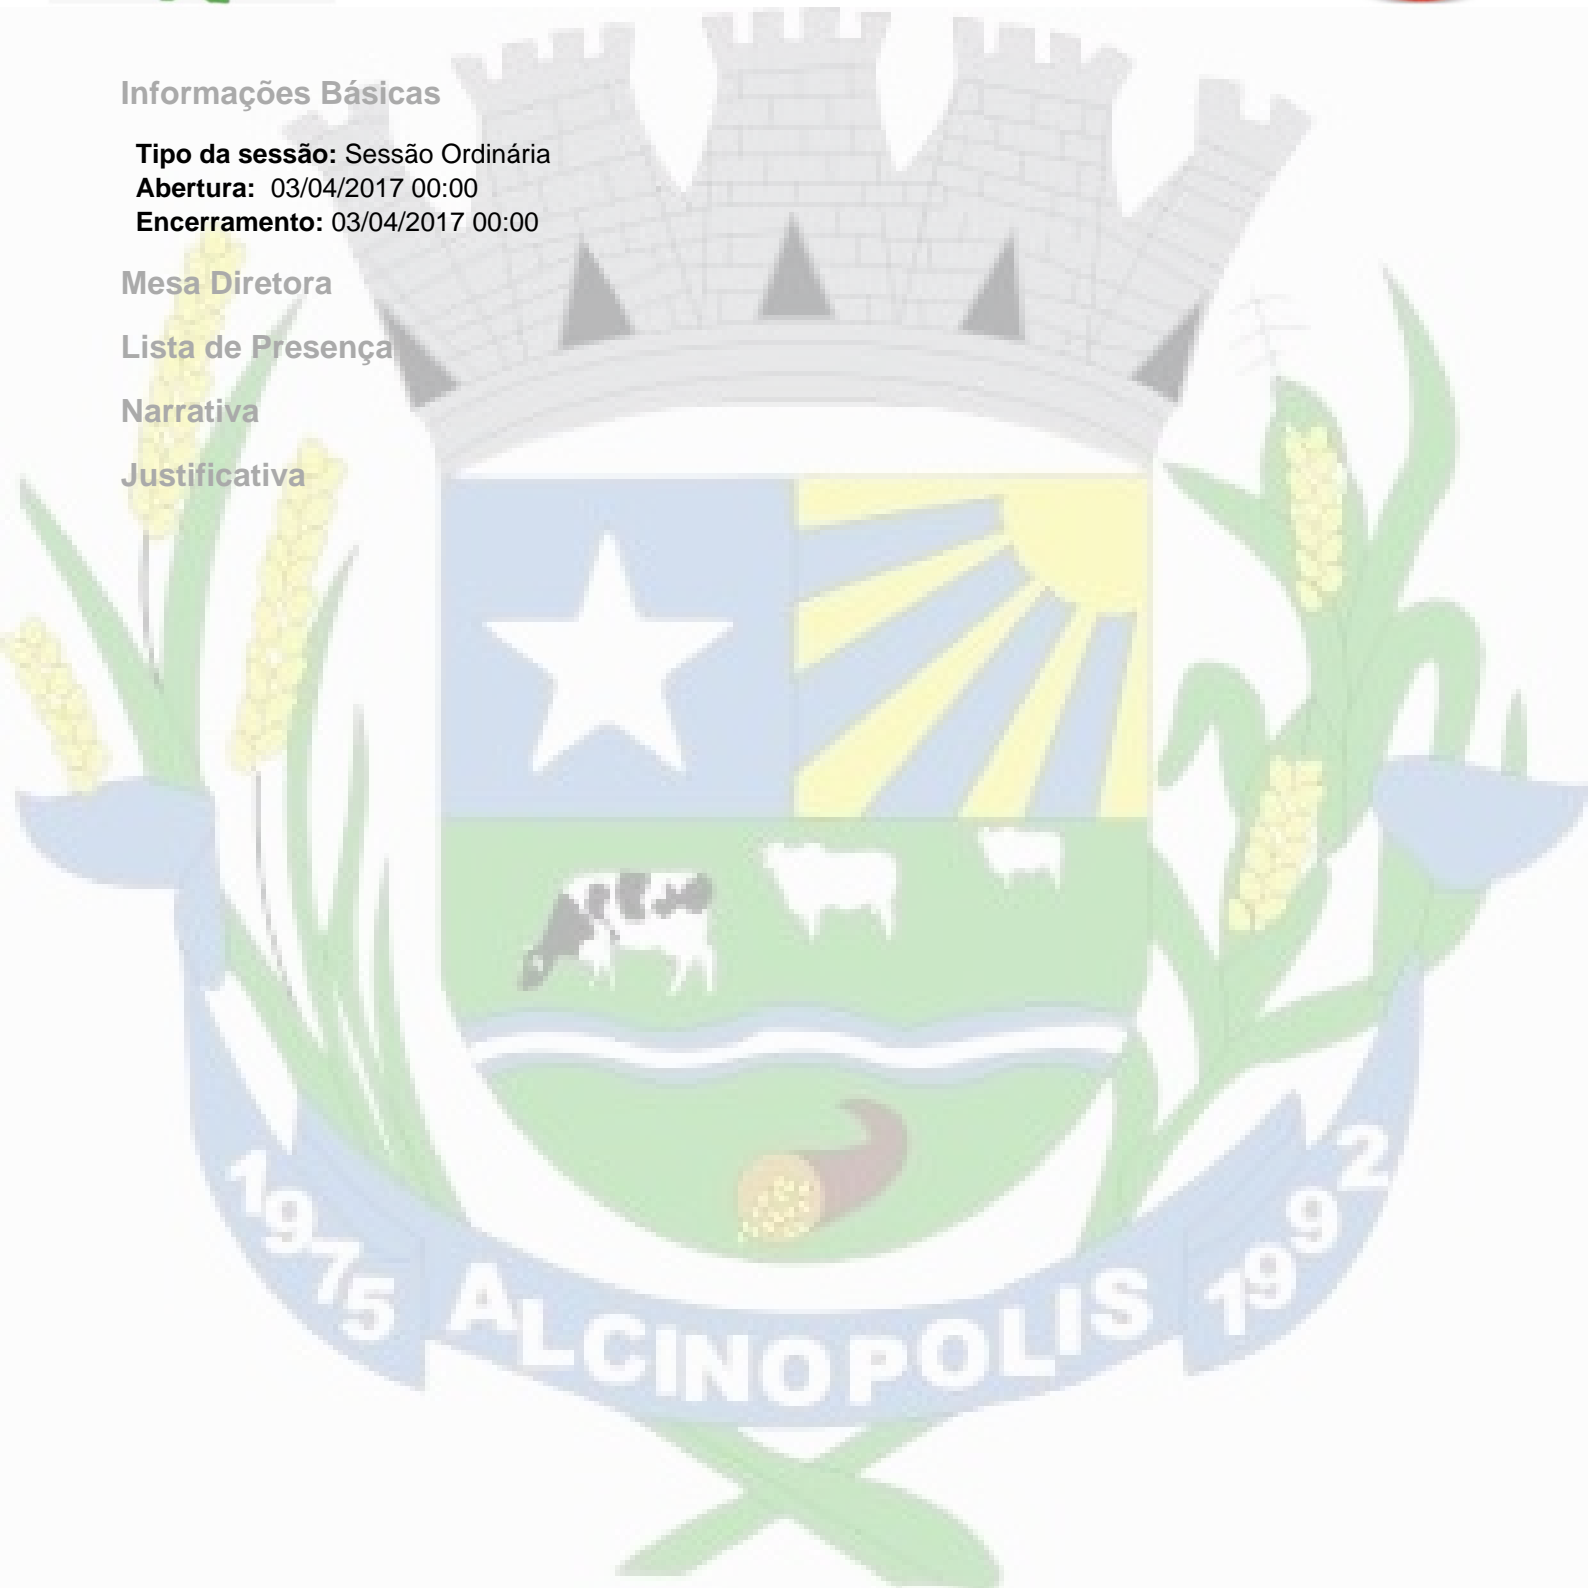 Informações Básicas
Tipo da sessão: Sessão Ordinária
Abertura: 03/04/2017 00:00
Encerramento: 03/04/2017 00:00
Mesa Diretora
Lista de Presença
Narrativa
Justificativa
1975 ALCINOPOLIS 1992